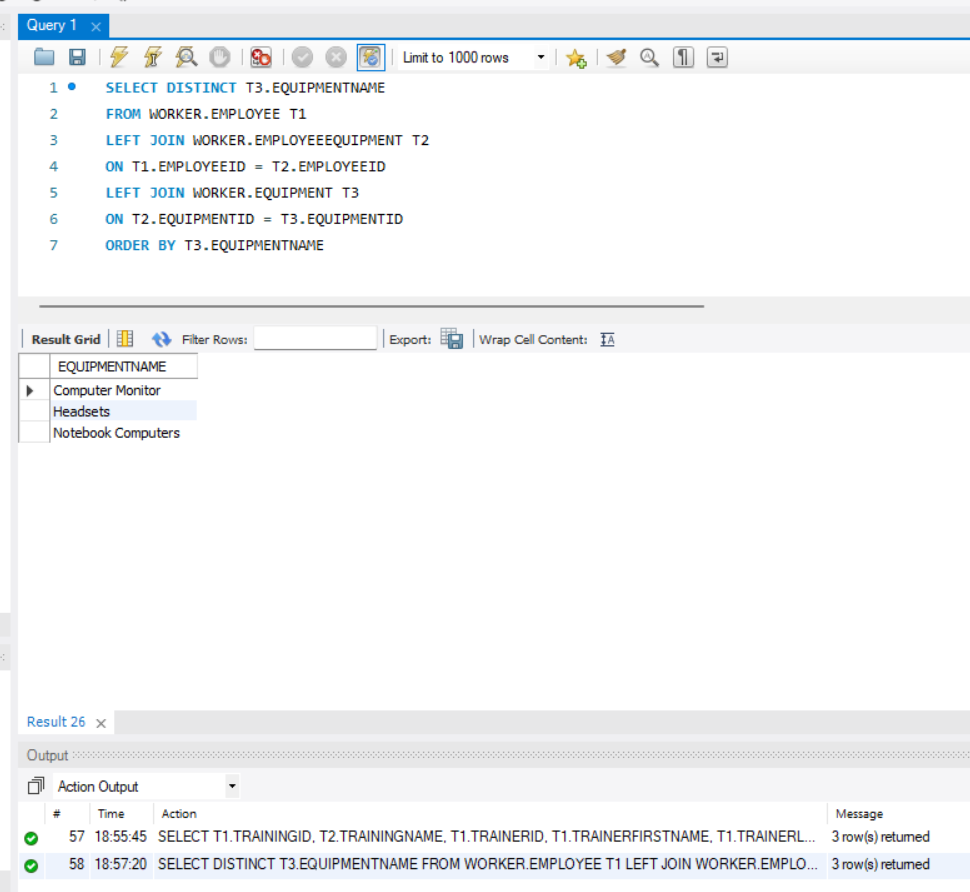 Query 1
Limit to 1000 rows
1 SELECT DISTINCT T3.EQUIPMENTNAME
2 FROM WORKER.EMPLOYEE T1
3 LEFT JOIN WORKER.EMPLOYEEEQUIPMENT T2
4 ON T1.EMPLOYEEID = T2.EMPLOYEEID
5 LEFT JOIN WORKER.EQUIPMENT T3
6 ON T2.EQUIPMENTID = T3.EQUIPMENTID
7 ORDER BY T3.EQUIPMENTNAME
Result Grid Filter Rows: Export: Wrap Cell Content:
EQUIPMENTNAME
Computer Monitor
Headsets
Notebook Computers
Result 26
Output
Action Output
# Time Action Message
57 18:55:45 SELECT T1.TRAININGID, T2.TRAININGNAME, T1.TRAINERID, T1.TRAINERFIRSTNAME, T1.TRAINERL... 3 row(s) returned
58 18:57:20 SELECT DISTINCT T3.EQUIPMENTNAME FROM WORKER.EMPLOYEE T1 LEFT JOIN WORKER.EMPLO... 3 row(s) returned